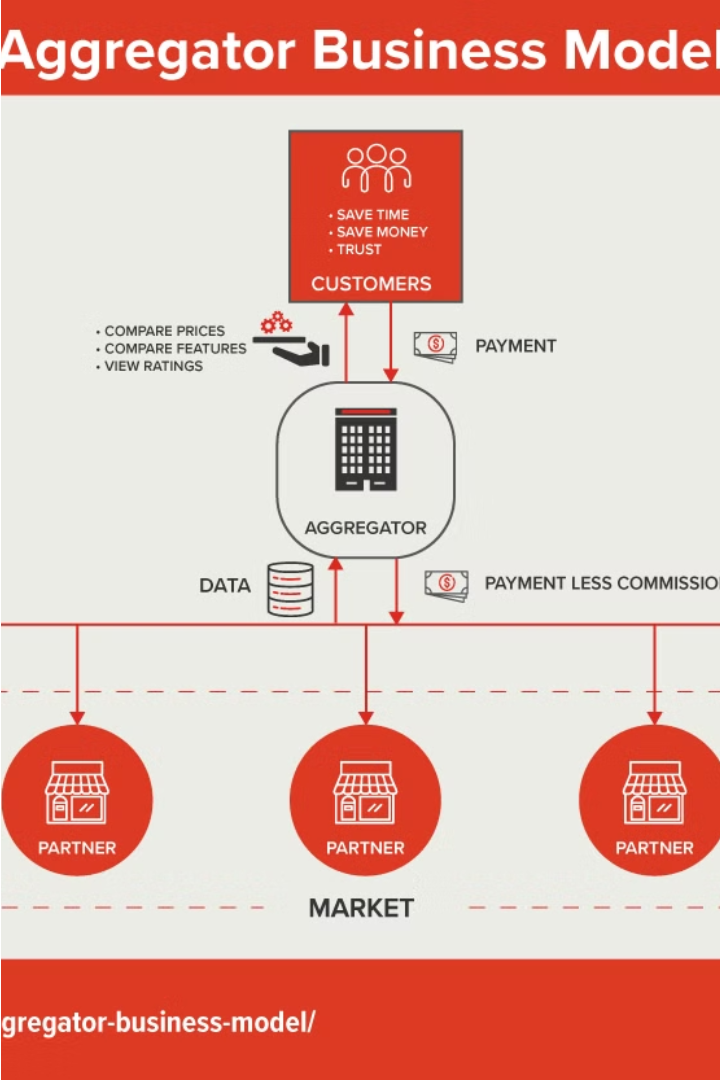 Aggregator Business Model
• SAVE TIME
• SAVE MONEY
• TRUST
CUSTOMERS
• COMPARE PRICES
• COMPARE FEATURES
• VIEW RATINGS
PAYMENT
AGGREGATOR
DATA
PAYMENT LESS COMMISSIO
PARTNER
PARTNER
PARTNER
MARKET
gregator-business-model/